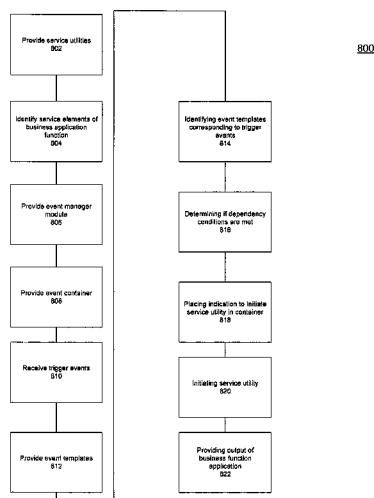 Provide service utilities
802
Identify service elements of
business application
function
804
Provide event manager
module
806
Provide event container
808
Receive trigger events
810
Provide event templates
812
800
Identifying event templates
corresponding to trigger
events
814
Determining if dependency
conditions are met
816
Placing indication to initiate
service utility in container
818
Initiating service utility
820
Providing output of
business function
application
822